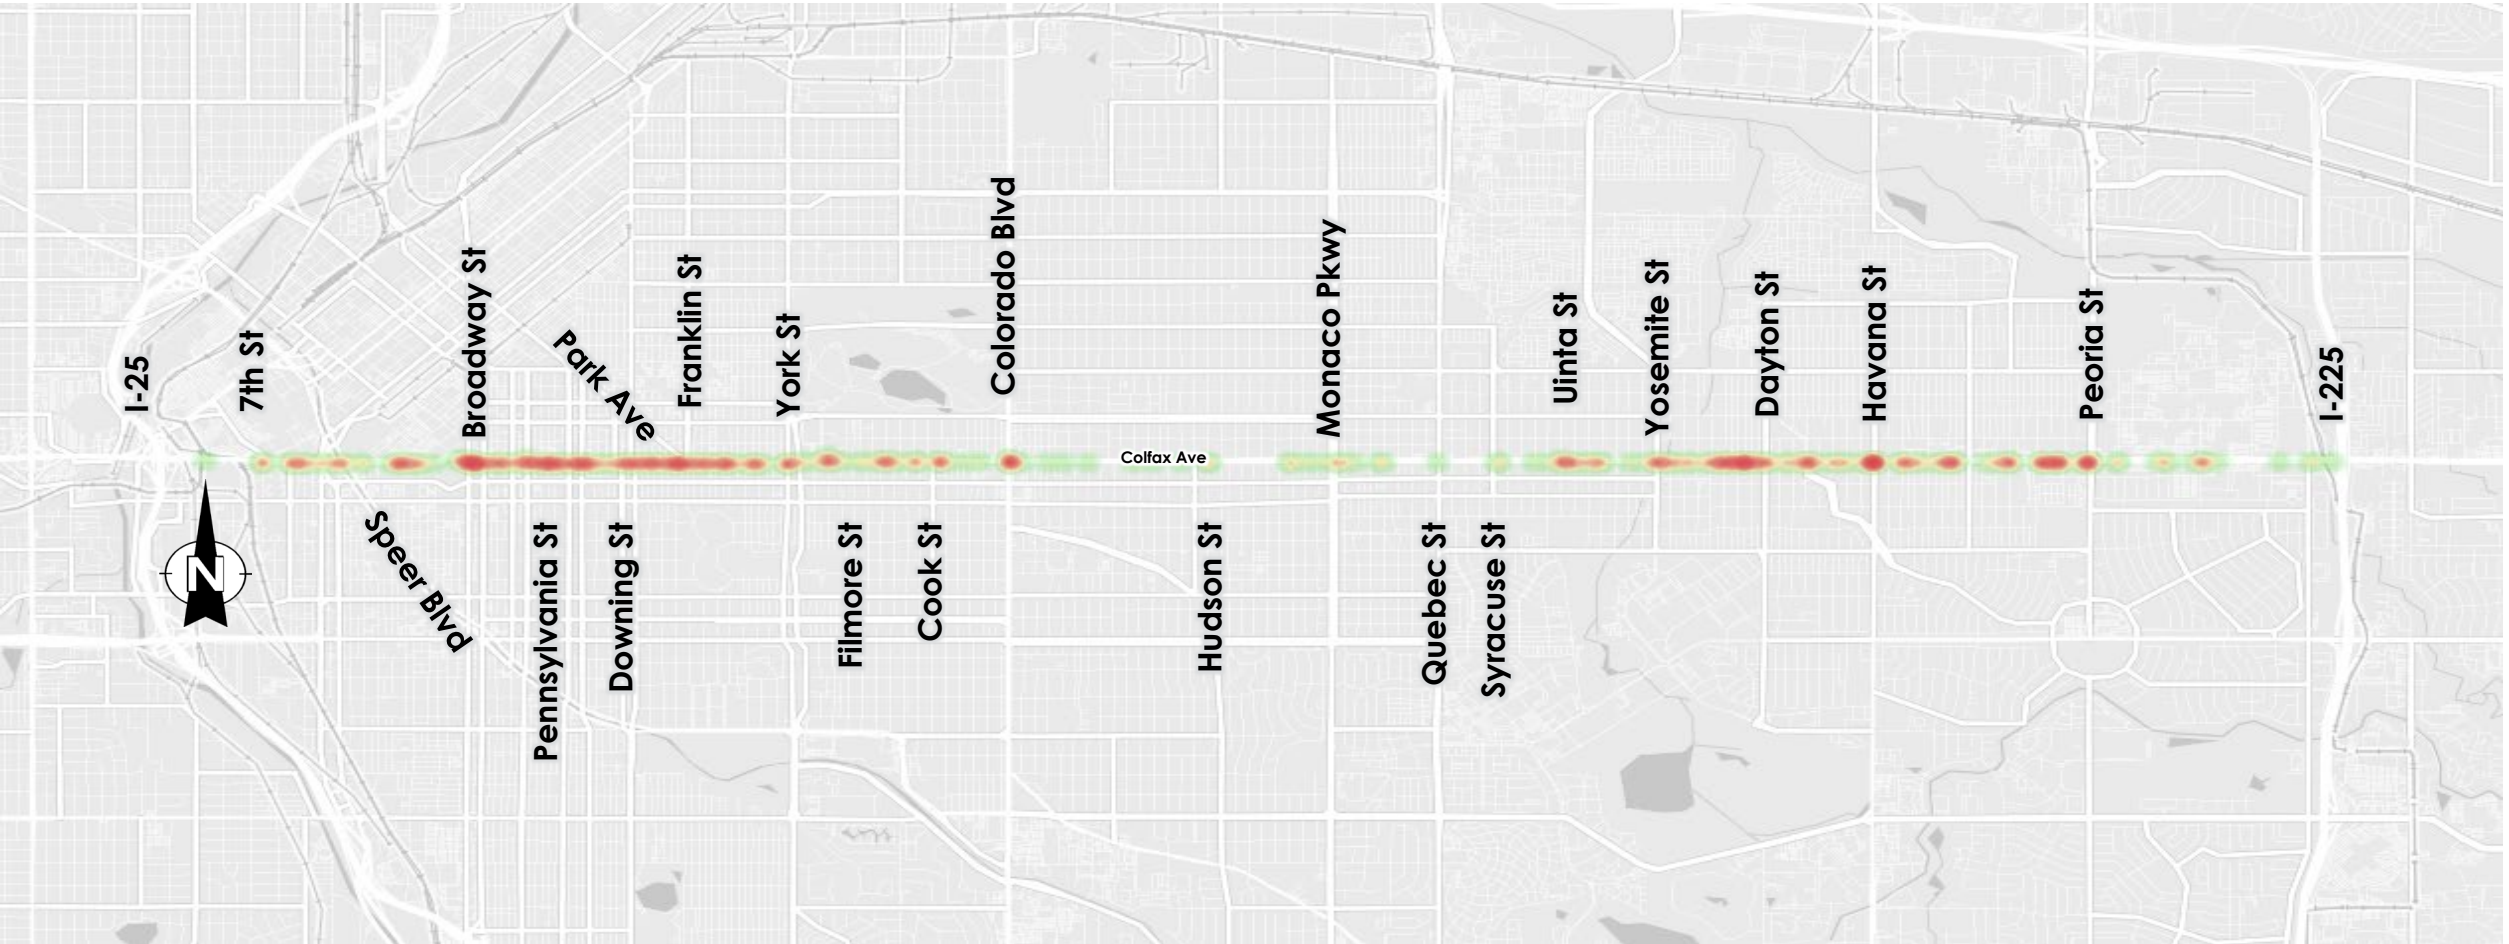 I-25
7th St
Broadway St
Park Ave
Franklin St
York St
Colorado Blvd
Monaco Pkwy
Uinta St
Yosemite St
Dayton St
Havana St
Peoria St
I-225
Colfax Ave
N
Speer Blvd
Pennsylvania St
Downing St
Fillmore St
Cook St
Hudson St
Quebec St
Syracuse St